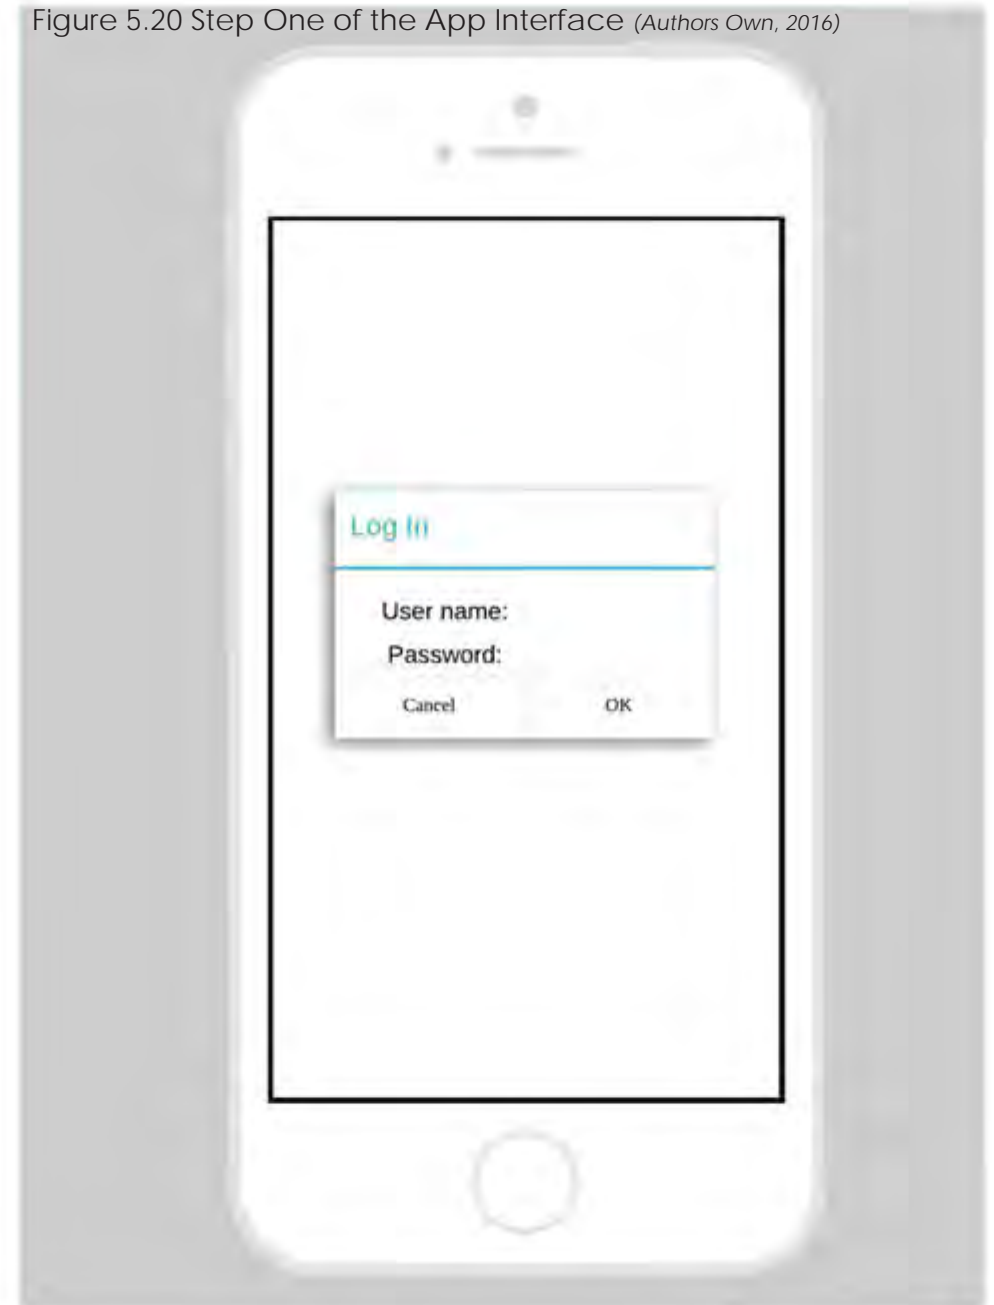 Figure 5.20 Step One of the App Interface (Authors Own, 2016)
Log In
User name:
Password:
Cancel OK